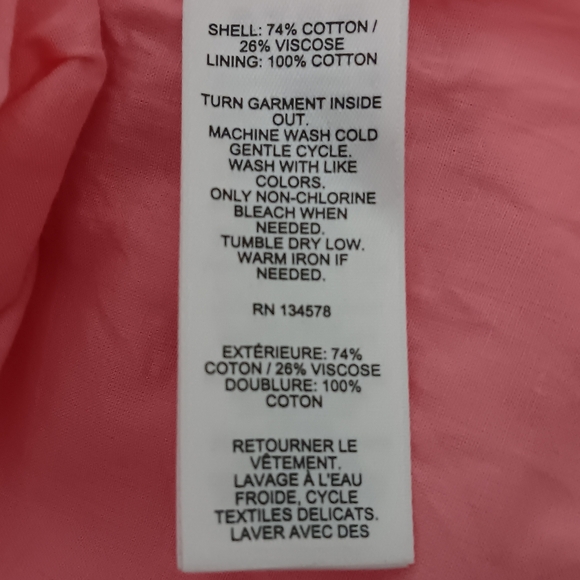 SHELL: 74% COTTON /
26% VISCOSE
LINING: 100% COTTON
TURN GARMENT INSIDE
OUT.
MACHINE WASH COLD
GENTLE CYCLE.
WASH WITH LIKE
COLORS.
ONLY NON-CHLORINE
BLEACH WHEN
NEEDED.
TUMBLE DRY LOW.
WARM IRON IF
NEEDED.
RN 134578
EXTÉRIEURE: 74%
COTON / 26% VISCOSE
DOUBLURE: 100%
COTON
RETOURNER LE
VÊTEMENT.
LAVAGE À L'EAU
FROIDE, CYCLE
TEXTILES DELICATS.
LAVER AVEC DES